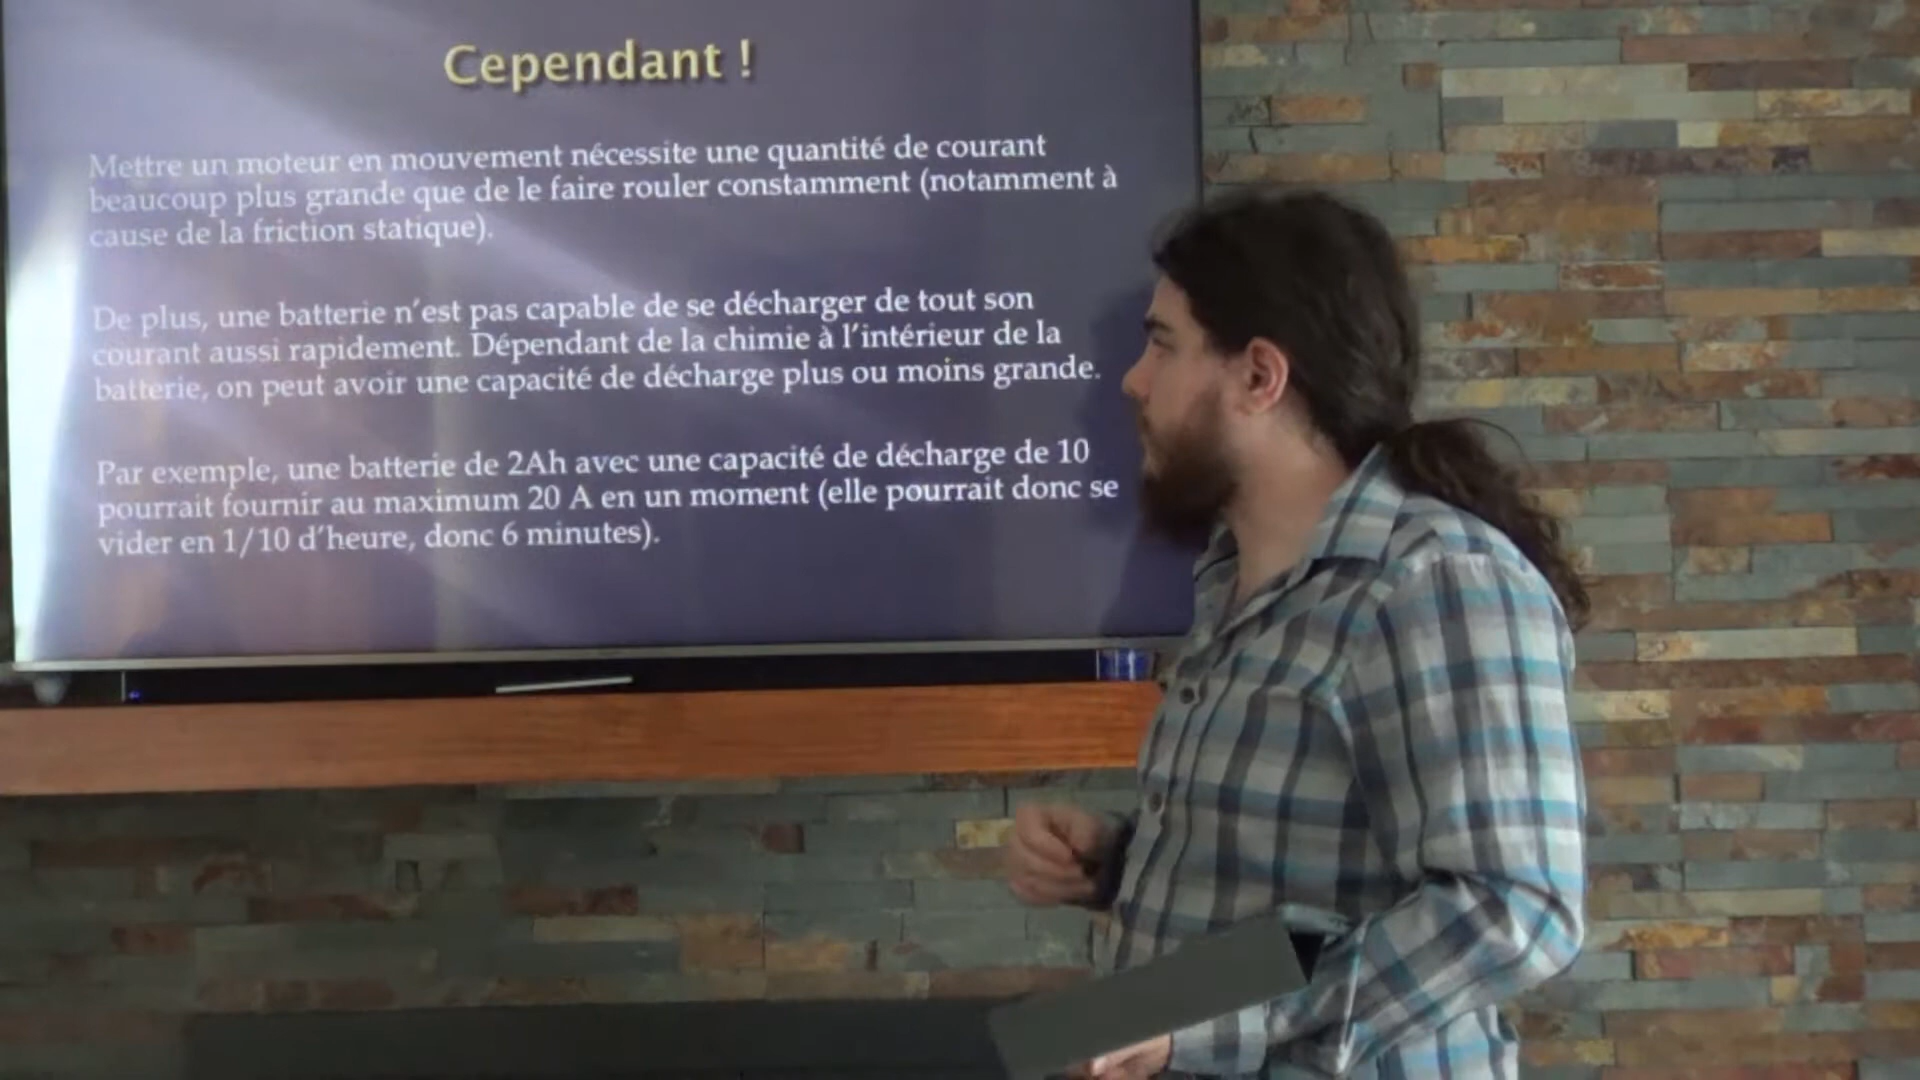 Cependant !
Mettre un moteur en mouvement nécessite une quantité de courant
beaucoup plus grande que de le faire rouler constamment (notamment à
cause de la friction statique).
De plus, une batterie n’est pas capable de se décharger de tout son
courant aussi rapidement. Dépendant de la chimie à l’intérieur de la
batterie, on peut avoir une capacité de décharge plus ou moins grande.
Par exemple, une batterie de 2Ah avec une capacité de décharge de 10
pourrait fournir au maximum 20 A en un moment (elle pourrait donc se
vider en 1/10 d’heure, donc 6 minutes).